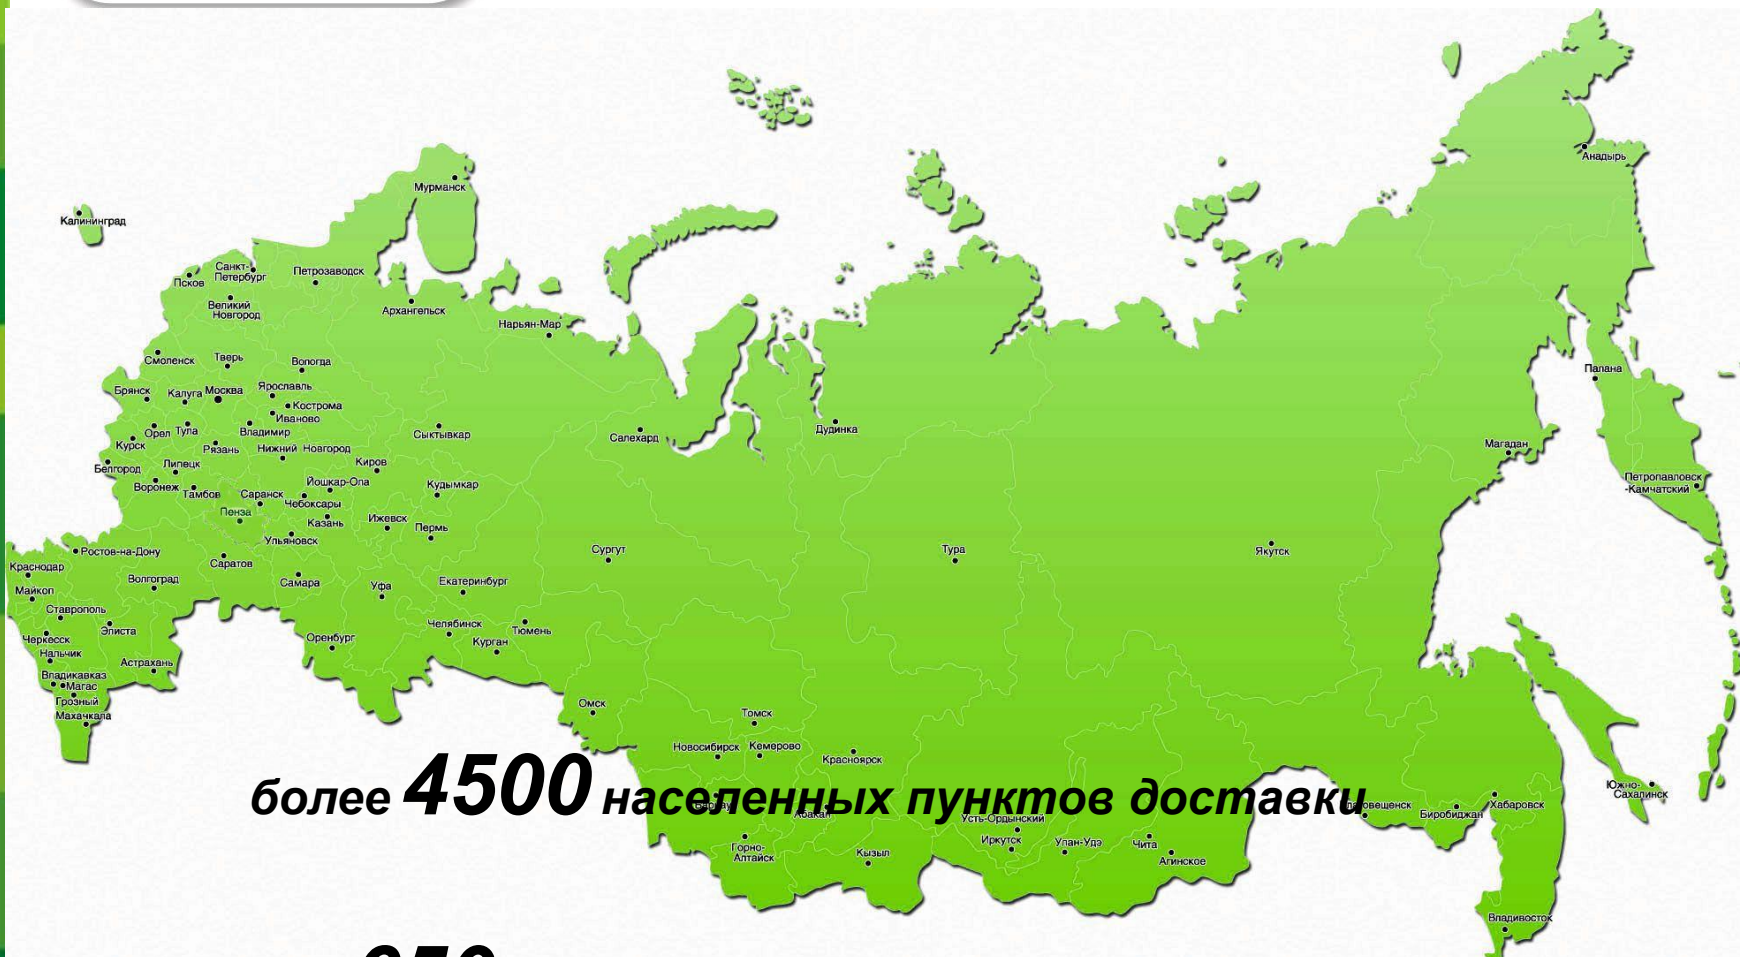 Анадырь
Мурманск
Калининград
Санкт-
Петербург
Петрозаводск
Псков
Великий
Новгород
Архангельск
Нарьян-Мар
Смоленск
Тверь
Вологда
Палана
Брянск
Калуга
Москва
Ярославль
Кострома
Иваново
Орел
Тула
Владимир
Сыктывкар
Салехард
Дудинка
Курск
Рязань
Нижний Новгород
Магадан
Белгород
Липецк
Киров
Воронеж
Тамбов
Саранск
Йошкар-Ола
Чебоксары
Кудымкар
Петропавловск
-Камчатский
Пенза
Казань
Ижевск
Пермь
Ульяновск
Ростов-на-Дону
Саратов
Сургут
Тура
Якутск
Краснодар
Волгоград
Самара
Уфа
Екатеринбург
Майкоп
Ставрополь
Элиста
Черкесск
Оренбург
Челябинск
Курган
Тюмень
Нальчик
Астрахань
Владикавказ
Магас
Грозный
Махачкала
Омск
Томск
Новосибирск
Кемерово
Красноярск
более 4500 населенных пунктов доставки
Абакан
Усть-Ордынский
Биробиджан
Хабаровск
Южно-
Сахалинск
Горно-
Алтайск
Кызыл
Иркутск
Улан-Удэ
Чита
Агинское
Владивосток